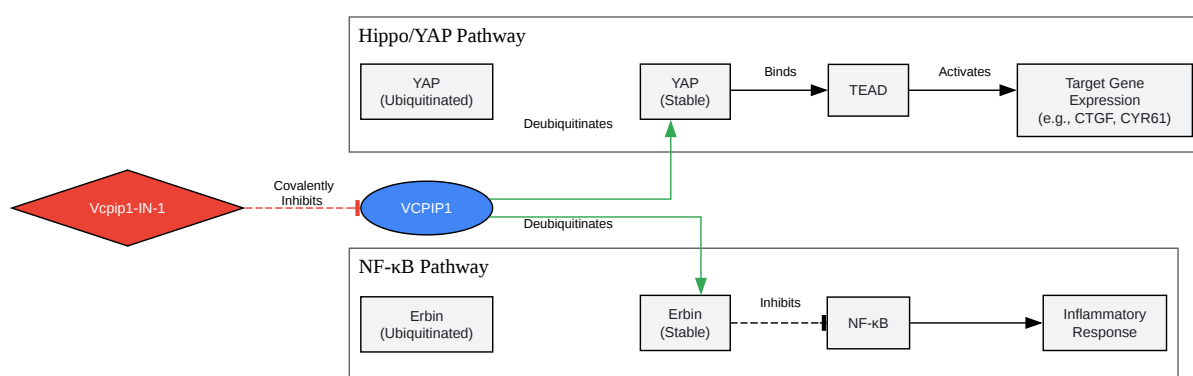 Hippo/YAP Pathway
YAP
(Ubiquitinated)
YAP
(Stable)
Binds
TEAD
Activates
Target Gene
Expression
(e.g., CTGF, CYR61)
Deubiquitinates
Vcpip1-IN-1
Covalently
Inhibits
VCPIP1
Deubiquitinates
NF-κB Pathway
Erbin
(Ubiquitinated)
Erbin
(Stable)
Inhibits
NF-κB
Inflammatory
Response